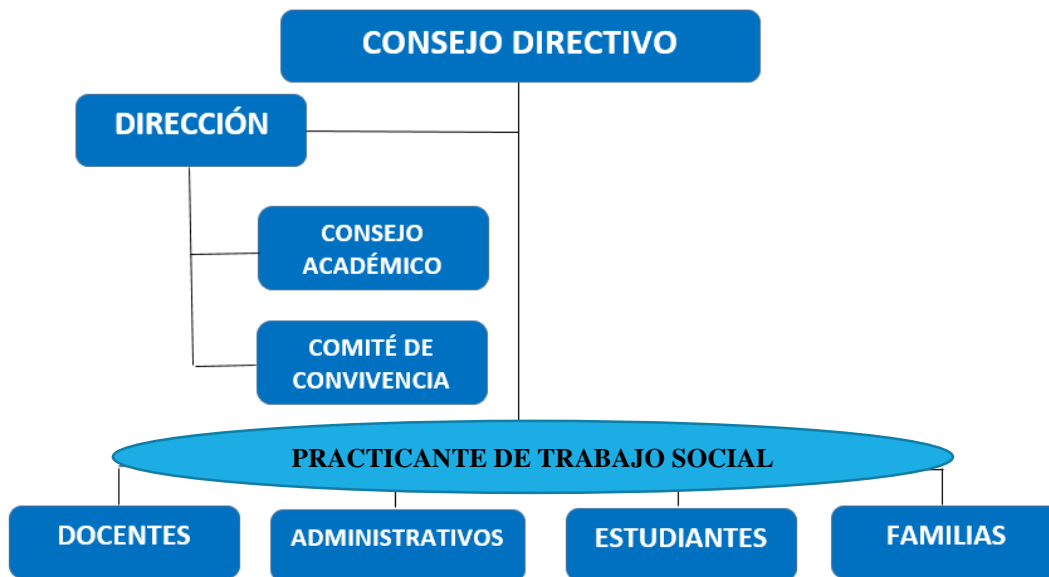 CONSEJO DIRECTIVO
DIRECCIÓN
CONSEJO
ACADÉMICO
COMITÉ DE
CONVIVENCIA
PRACTICANTE DE TRABAJO SOCIAL
DOCENTES
ADMINISTRATIVOS
ESTUDIANTES
FAMILIAS